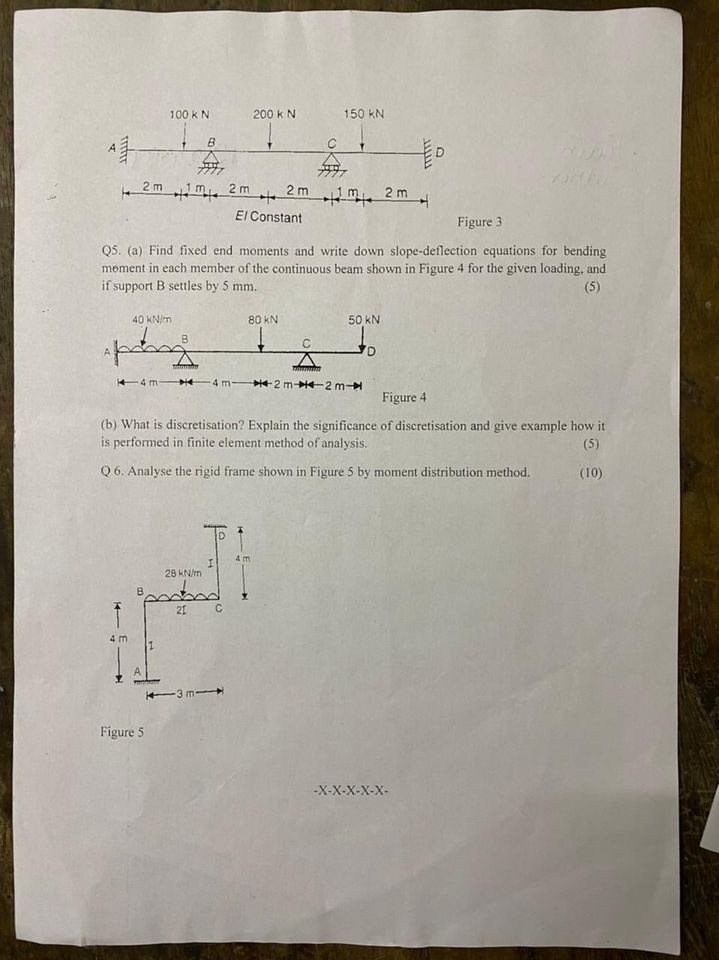 100 k N 200 k N 150 kN
A B C D
2 m 1 m 2 m 2 m 1 m 2 m
EI Constant
Figure 3
Q5. (a) Find fixed end moments and write down slope-deflection equations for bending
moment in each member of the continuous beam shown in Figure 4 for the given loading, and
if support B settles by 5 mm. (5)
40 kN/m 80 kN 50 kN
A B C D
4 m 4 m 2 m 2 m
Figure 4
(b) What is discretisation? Explain the significance of discretisation and give example how it
is performed in finite element method of analysis. (5)
Q 6. Analyse the rigid frame shown in Figure 5 by moment distribution method. (10)
D
I 4 m
28 kN/m
B 2I C
4 m I
A
3 m
Figure 5
-X-X-X-X-X-